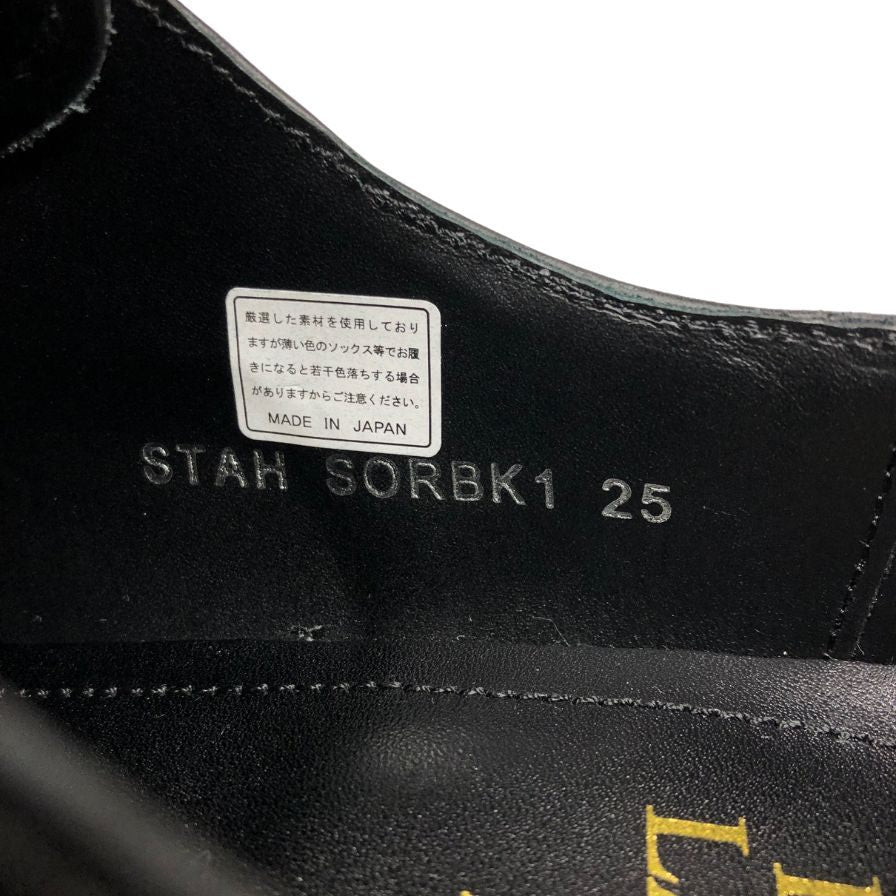 厳選した素材を使用しており
ますが薄い色のソックス等でお履
きになると若干色落ちする場合
がありますからご注意ください。
MADE IN JAPAN
STAH SORBK1 25